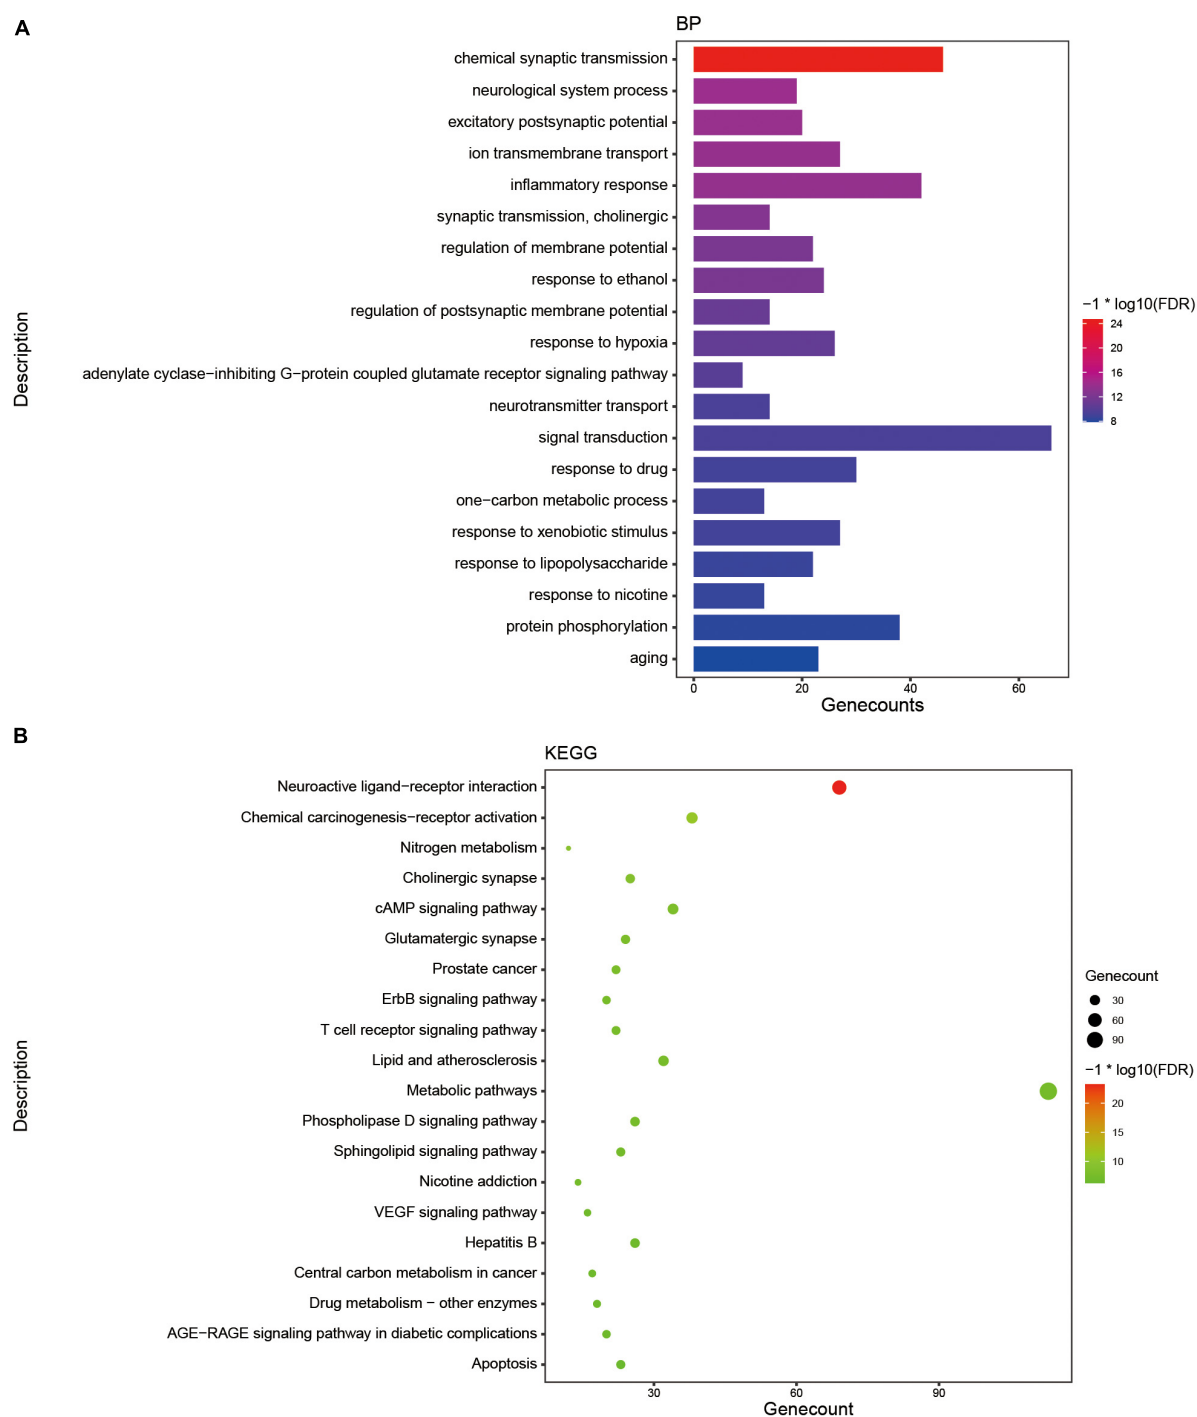 A
BP
chemical synaptic transmission
neurological system process
excitatory postsynaptic potential
ion transmembrane transport
inflammatory response
synaptic transmission, cholinergic
regulation of membrane potential
response to ethanol
regulation of postsynaptic membrane potential
response to hypoxia
adenylate cyclase−inhibiting G−protein coupled glutamate receptor signaling pathway
neurotransmitter transport
signal transduction
response to drug
one−carbon metabolic process
response to xenobiotic stimulus
response to lipopolysaccharide
response to nicotine
protein phosphorylation
aging
Description
0 20 40 60
Genecounts
−1 * log10(FDR)
24
20
16
12
8
B
KEGG
Neuroactive ligand−receptor interaction
Chemical carcinogenesis−receptor activation
Nitrogen metabolism
Cholinergic synapse
cAMP signaling pathway
Glutamatergic synapse
Prostate cancer
ErbB signaling pathway
T cell receptor signaling pathway
Lipid and atherosclerosis
Metabolic pathways
Phospholipase D signaling pathway
Sphingolipid signaling pathway
Nicotine addiction
VEGF signaling pathway
Hepatitis B
Central carbon metabolism in cancer
Drug metabolism − other enzymes
AGE−RAGE signaling pathway in diabetic complications
Apoptosis
Description
30 60 90
Genecount
Genecount
30
60
90
−1 * log10(FDR)
20
15
10